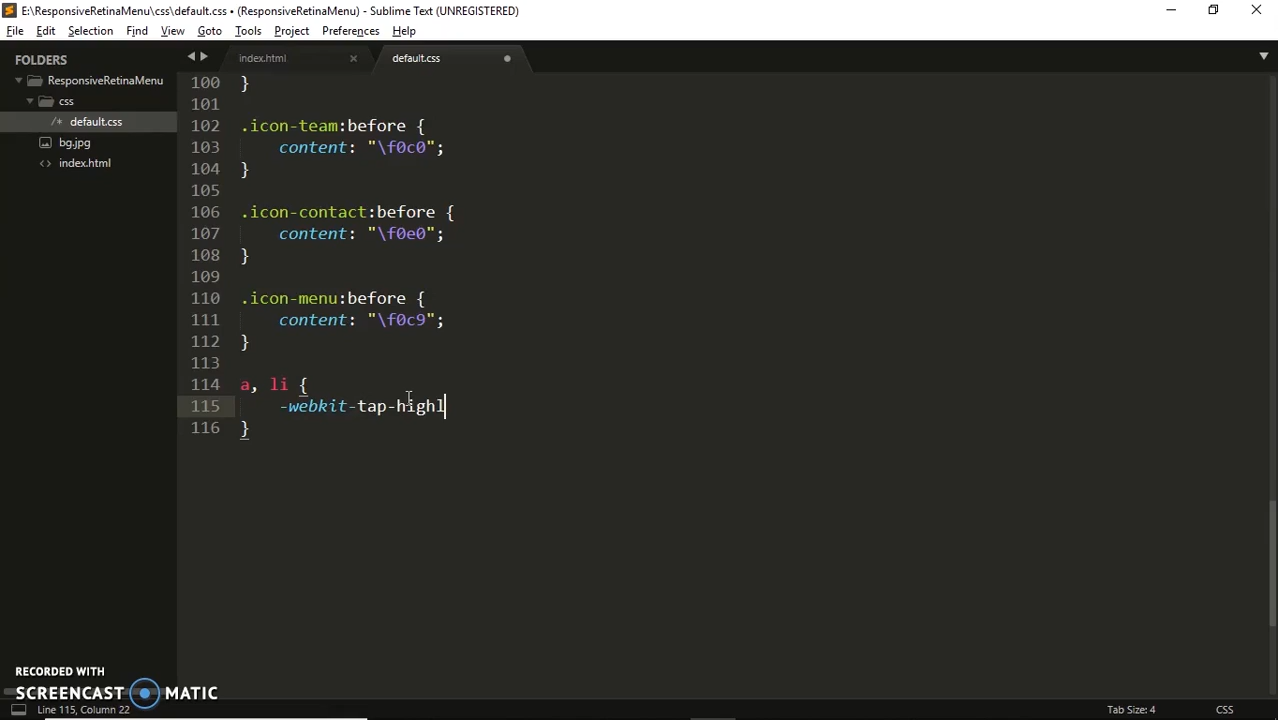 E:\ResponsiveRetinaMenu\css\default.css • (ResponsiveRetinaMenu) - Sublime Text (UNREGISTERED)
File Edit Selection Find View Goto Tools Project Preferences Help
FOLDERS
ResponsiveRetinaMenu
css
/* default.css
bg.jpg
<> index.html
index.html
default.css
100 }
101
102 .icon-team:before {
103 content: "\f0c0";
104 }
105
106 .icon-contact:before {
107 content: "\f0e0";
108 }
109
110 .icon-menu:before {
111 content: "\f0c9";
112 }
113
114 a, li {
115 -webkit-tap-highl
116 }
RECORDED WITH
SCREENCAST MATIC
Line 115, Column 22
Tab Size: 4
CSS